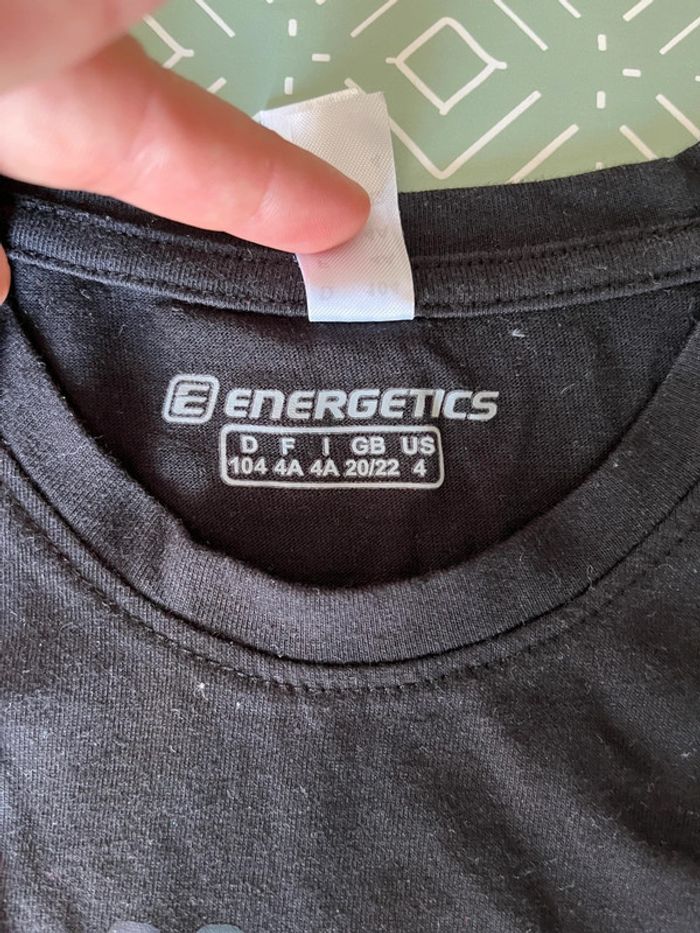 E ENERGETICS
D F I GB US
104 4A 4A 20/22 4